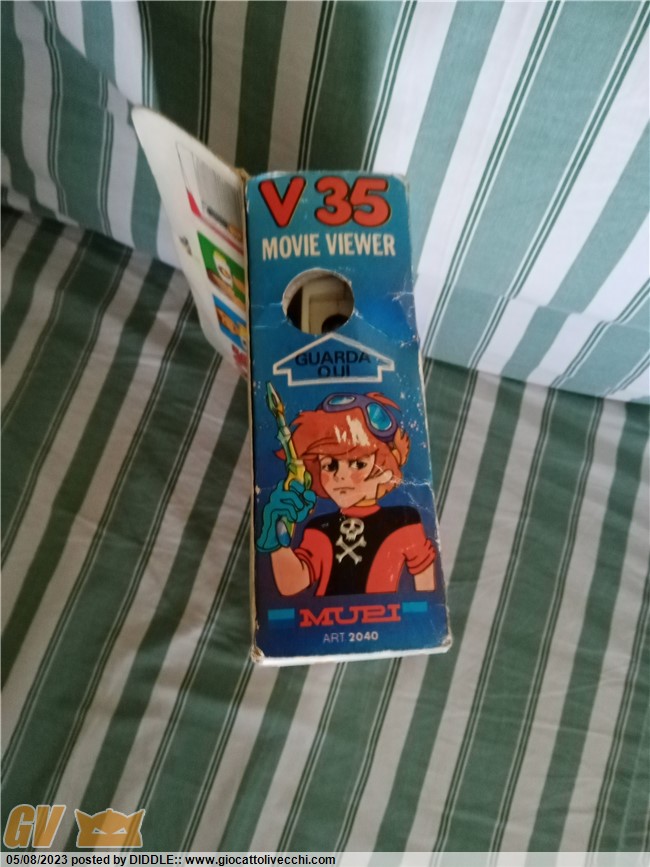 V 35
MOVIE VIEWER
GUARDA
QUI
MUPI
ART 2040
GV
05/08/2023 posted by DIDDLE:: www.giocattolivecchi.com